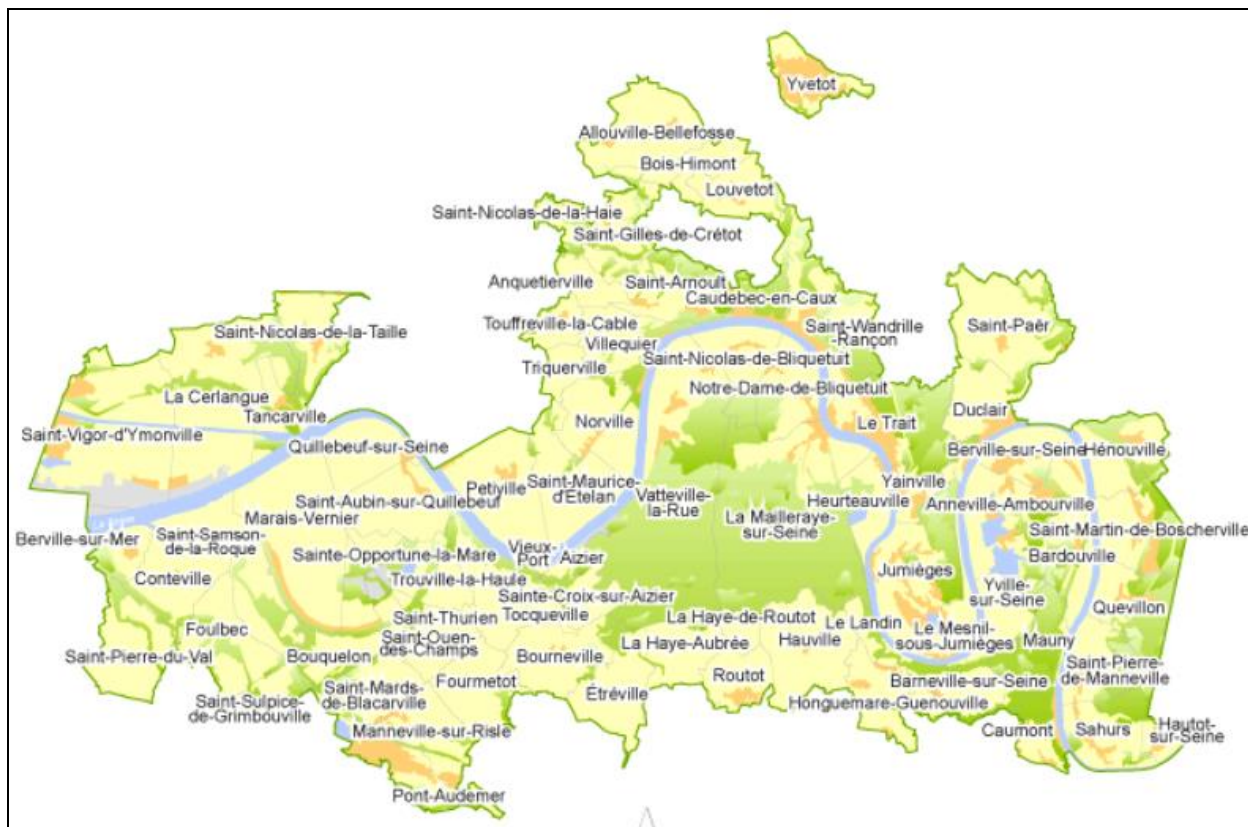 Yvetot
Allouville-Bellefosse
Bois-Himont
Louvetot
Saint-Nicolas-de-la-Haie
Saint-Gilles-de-Crétot
Anquetierville
Saint-Arnoult
Caudebec-en-Caux
Touffreville-la-Cable
Saint-Wandrille
-Rançon
Saint-Paër
Saint-Nicolas-de-la-Taille
Villequier
Saint-Nicolas-de-Bliquetuit
Triquerville
Notre-Dame-de-Bliquetuit
La Cerlangue
Tancarville
Norville
Le Trait
Duclair
Saint-Vigor-d'Ymonville
Quillebeuf-sur-Seine
Berville-sur-Seine
Hénouville
Petiville
Saint-Maurice-
d'Etelan
Yainville
Saint-Aubin-sur-Quillebeuf
Vatteville-
la-Rue
Heurteauville
Anneville-Ambourville
Marais-Vernier
La Mailleraye-
sur-Seine
Berville-sur-Mer
Saint-Samson-
de-la-Roque
Saint-Martin-de-Boscherville
Sainte-Opportune-la-Mare
Vieux-
Port
Aizier
Bardouville
Conteville
Trouville-la-Haule
Jumièges
Yville-
sur-Seine
Sainte-Croix-sur-Aizier
Quevillon
Saint-Thurien
Tocqueville
La Haye-de-Routot
Le Landin
Le Mesnil-
sous-Jumièges
Foulbec
Saint-Ouen-
des-Champs
La Haye-Aubrée
Hauville
Mauny
Saint-Pierre-du-Val
Bouquelon
Bourneville
Saint-Pierre-
de-Manneville
Fourmetot
Routot
Barneville-sur-Seine
Saint-Sulpice-
de-Grimbouville
Saint-Mards-
de-Blacarville
Étréville
Honguemare-Guenouville
Manneville-sur-Risle
Caumont
Sahurs
Hautot-
sur-Seine
Pont-Audemer